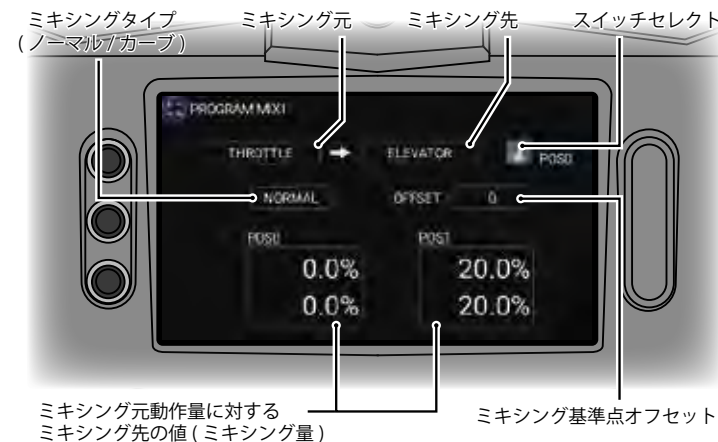 ミキシングタイプ
(ノーマル/カーブ)
ミキシング元
ミキシング先
スイッチセレクト
PROGRAM MIX1
THROTTLE
ELEVATOR
POS0
NORMAL
OFFSET
0
POS0
POS1
0.0%
20.0%
0.0%
20.0%
ミキシング元動作量に対する
ミキシング先の値(ミキシング量)
ミキシング基準点オフセット